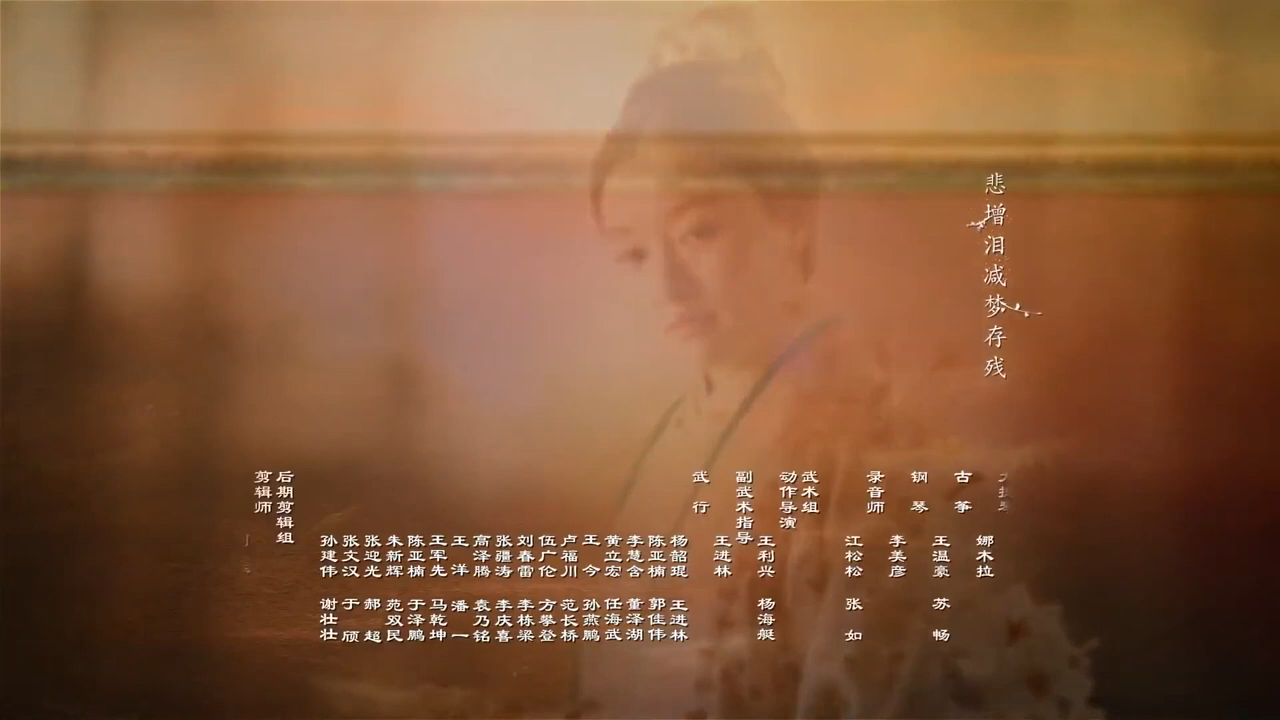 悲增泪减梦存残
娜木拉
古筝
王温豪 苏畅
钢琴
李美彦
录音师
江松松 张如
武术组
动作导演
王利兴 杨海艇
副武术指导
王进林
武行
杨韶琨 王进林
陈亚楠 郭佳伟
李慧含 董泽湖
黄立宏 任海武
王今 孙燕鹏
卢福川 范长桥
伍广伦 方攀登
刘春雷 李栋梁
张疆涛 李庆喜
高泽腾 袁乃铭
王洋 潘一
王军先 马乾坤
陈亚楠 于泽鹏
朱新辉 苑双民
张迎光 郝超
张文汉 于颀
孙建伟 谢壮壮
后期剪辑组
剪辑师